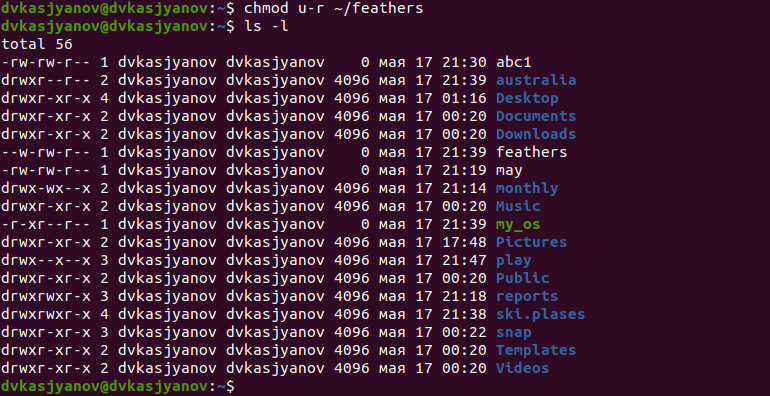 dvkasjyanov@dvkasjyanov:~$ chmod u-r ~/feathers
dvkasjyanov@dvkasjyanov:~$ ls -l
total 56
-rw-rw-r-- 1 dvkasjyanov dvkasjyanov    0 мая 17 21:30 abc1
drwxr--r-- 2 dvkasjyanov dvkasjyanov 4096 мая 17 21:39 australia
drwxr-xr-x 4 dvkasjyanov dvkasjyanov 4096 мая 17 01:16 Desktop
drwxr-xr-x 2 dvkasjyanov dvkasjyanov 4096 мая 17 00:20 Documents
drwxr-xr-x 2 dvkasjyanov dvkasjyanov 4096 мая 17 00:20 Downloads
--w-rw-r-- 1 dvkasjyanov dvkasjyanov    0 мая 17 21:39 feathers
-rw-rw-r-- 1 dvkasjyanov dvkasjyanov    0 мая 17 21:19 may
drwx-wx--x 2 dvkasjyanov dvkasjyanov 4096 мая 17 21:14 monthly
drwxr-xr-x 2 dvkasjyanov dvkasjyanov 4096 мая 17 00:20 Music
-r-xr--r-- 1 dvkasjyanov dvkasjyanov    0 мая 17 21:39 my_os
drwxr-xr-x 2 dvkasjyanov dvkasjyanov 4096 мая 17 17:48 Pictures
drwx--x--x 3 dvkasjyanov dvkasjyanov 4096 мая 17 21:47 play
drwxr-xr-x 2 dvkasjyanov dvkasjyanov 4096 мая 17 00:20 Public
drwxrwxr-x 3 dvkasjyanov dvkasjyanov 4096 мая 17 21:18 reports
drwxrwxr-x 4 dvkasjyanov dvkasjyanov 4096 мая 17 21:38 ski.plases
drwxr-xr-x 3 dvkasjyanov dvkasjyanov 4096 мая 17 00:22 snap
drwxr-xr-x 2 dvkasjyanov dvkasjyanov 4096 мая 17 00:20 Templates
drwxr-xr-x 2 dvkasjyanov dvkasjyanov 4096 мая 17 00:20 Videos
dvkasjyanov@dvkasjyanov:~$